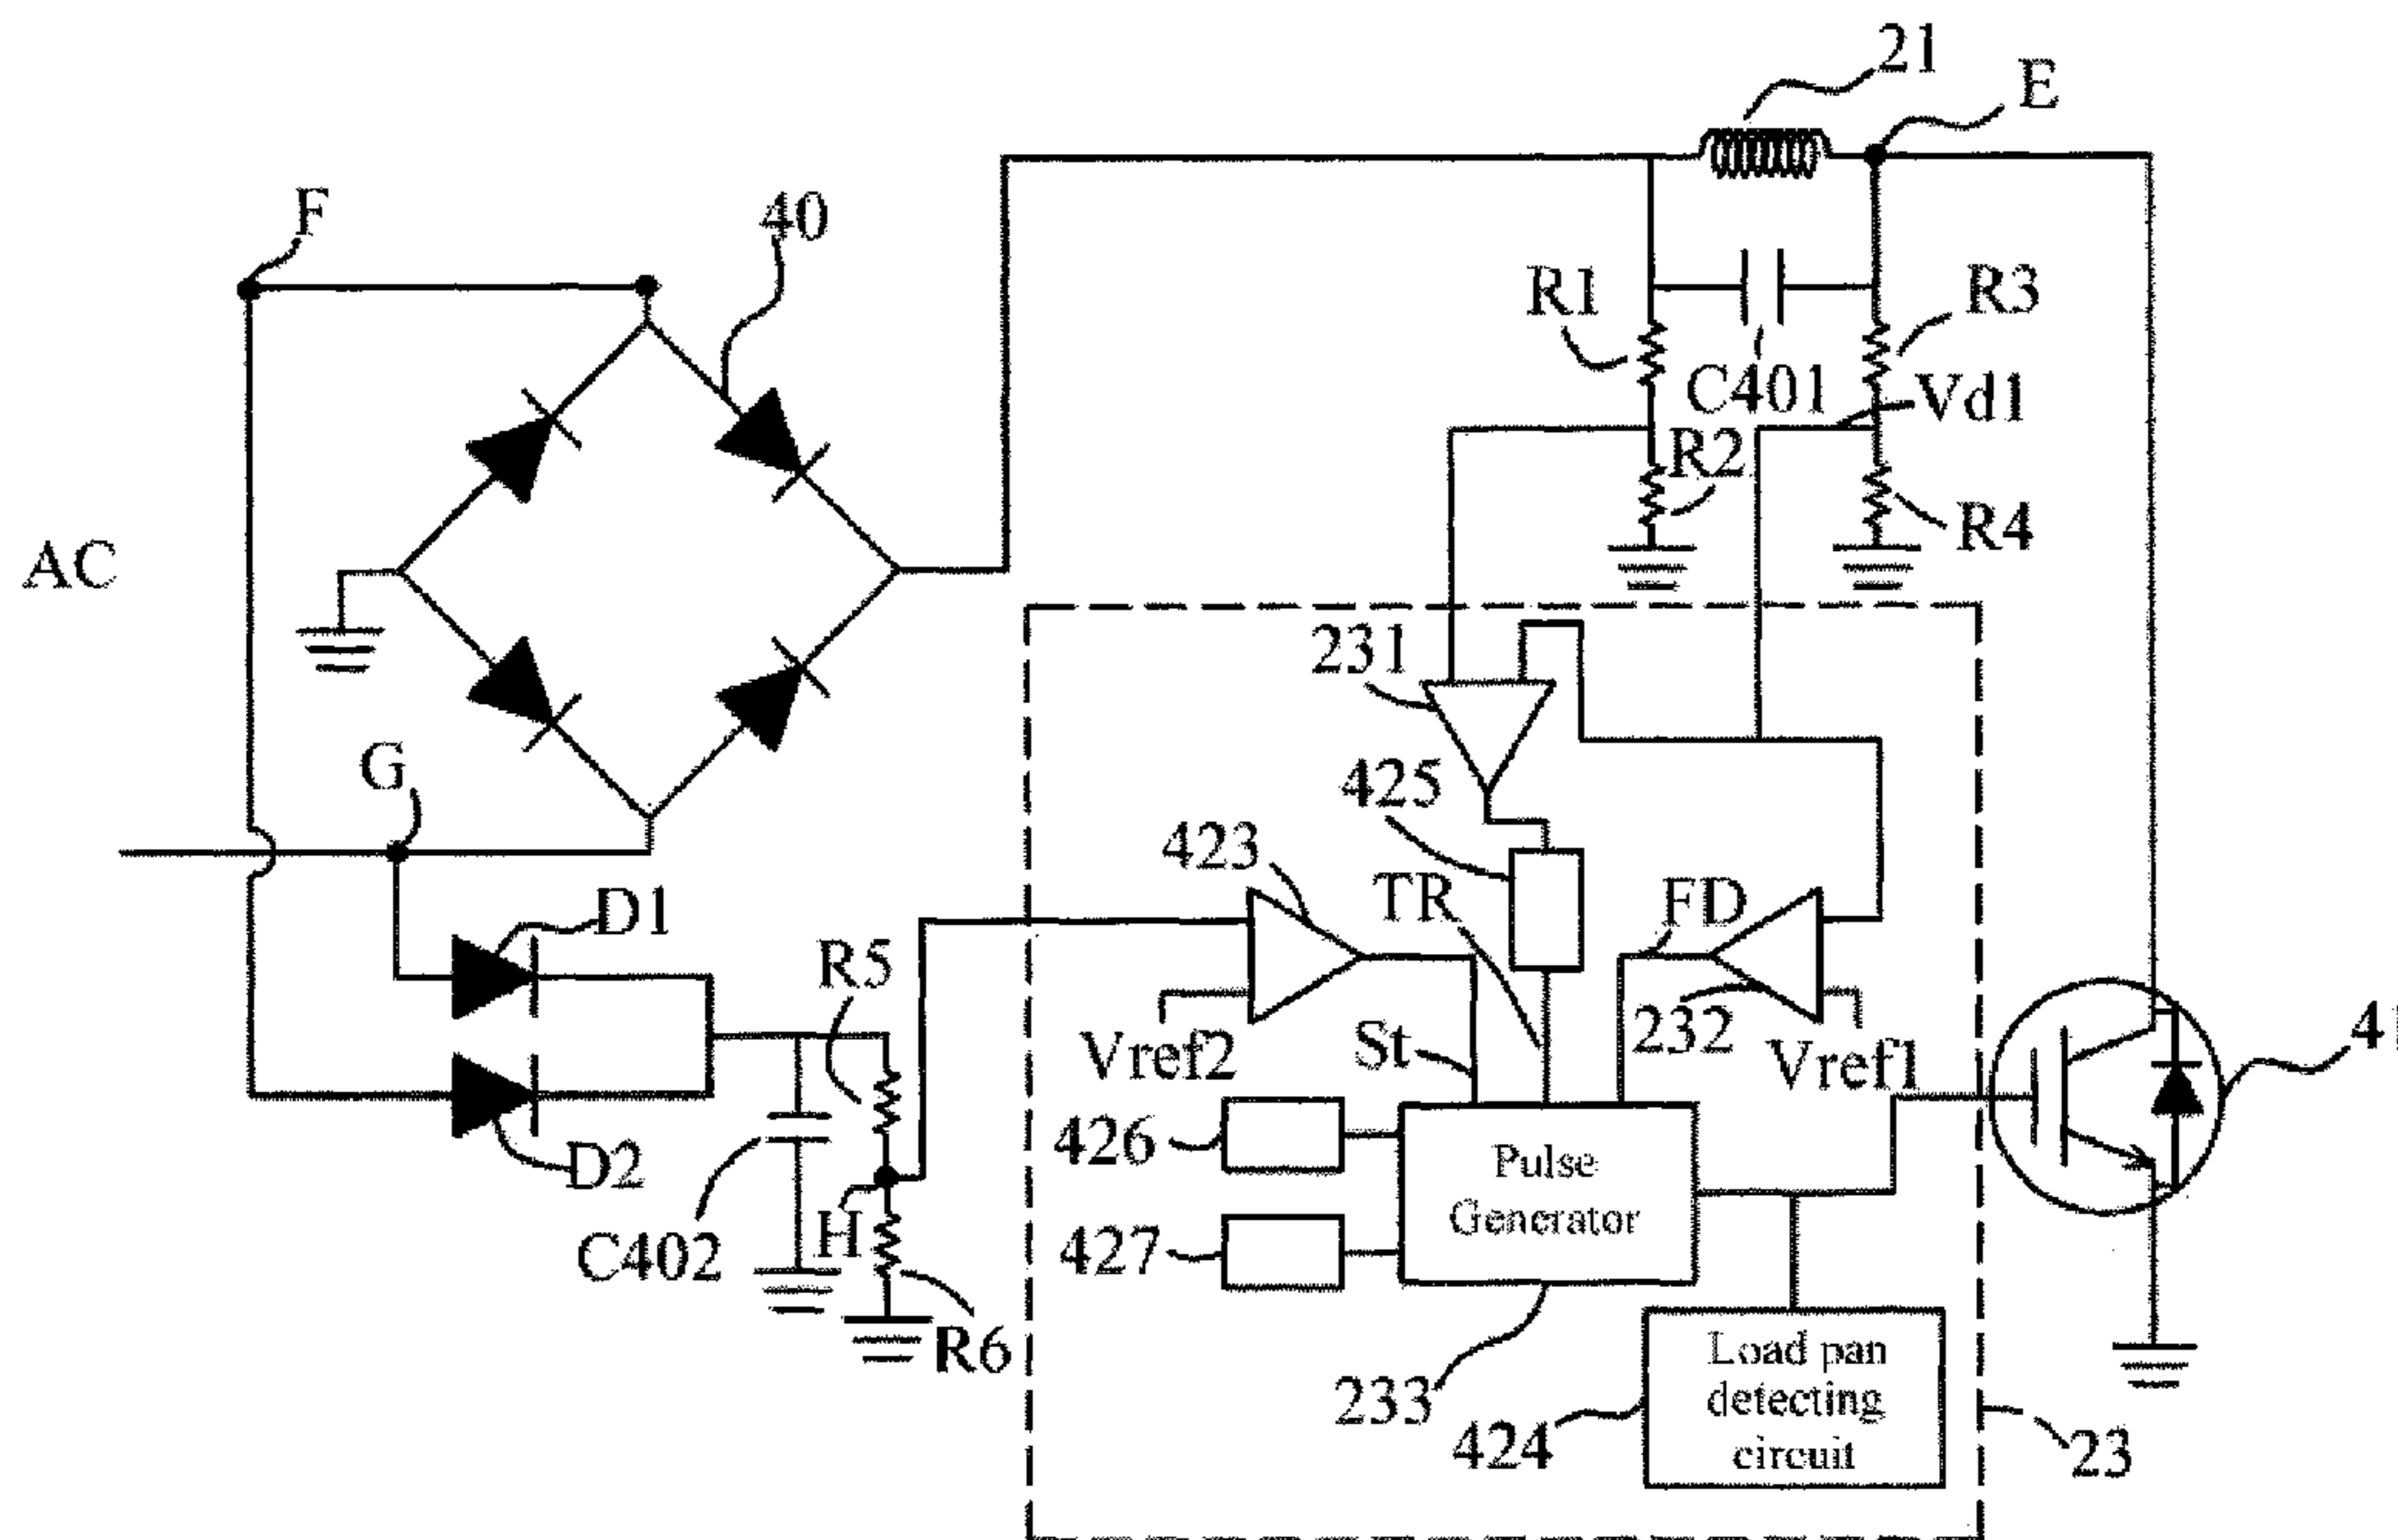 21
E
F
40
R1
R3
C401
Vd1
R2
R4
AC
231
G
425
423
TR
FD
D1
R5
Vref2
St
232
Vref1
41
D2
426
Pulse
Generator
H
C402
427
R6
Load pan
detecting
circuit
233
424
23